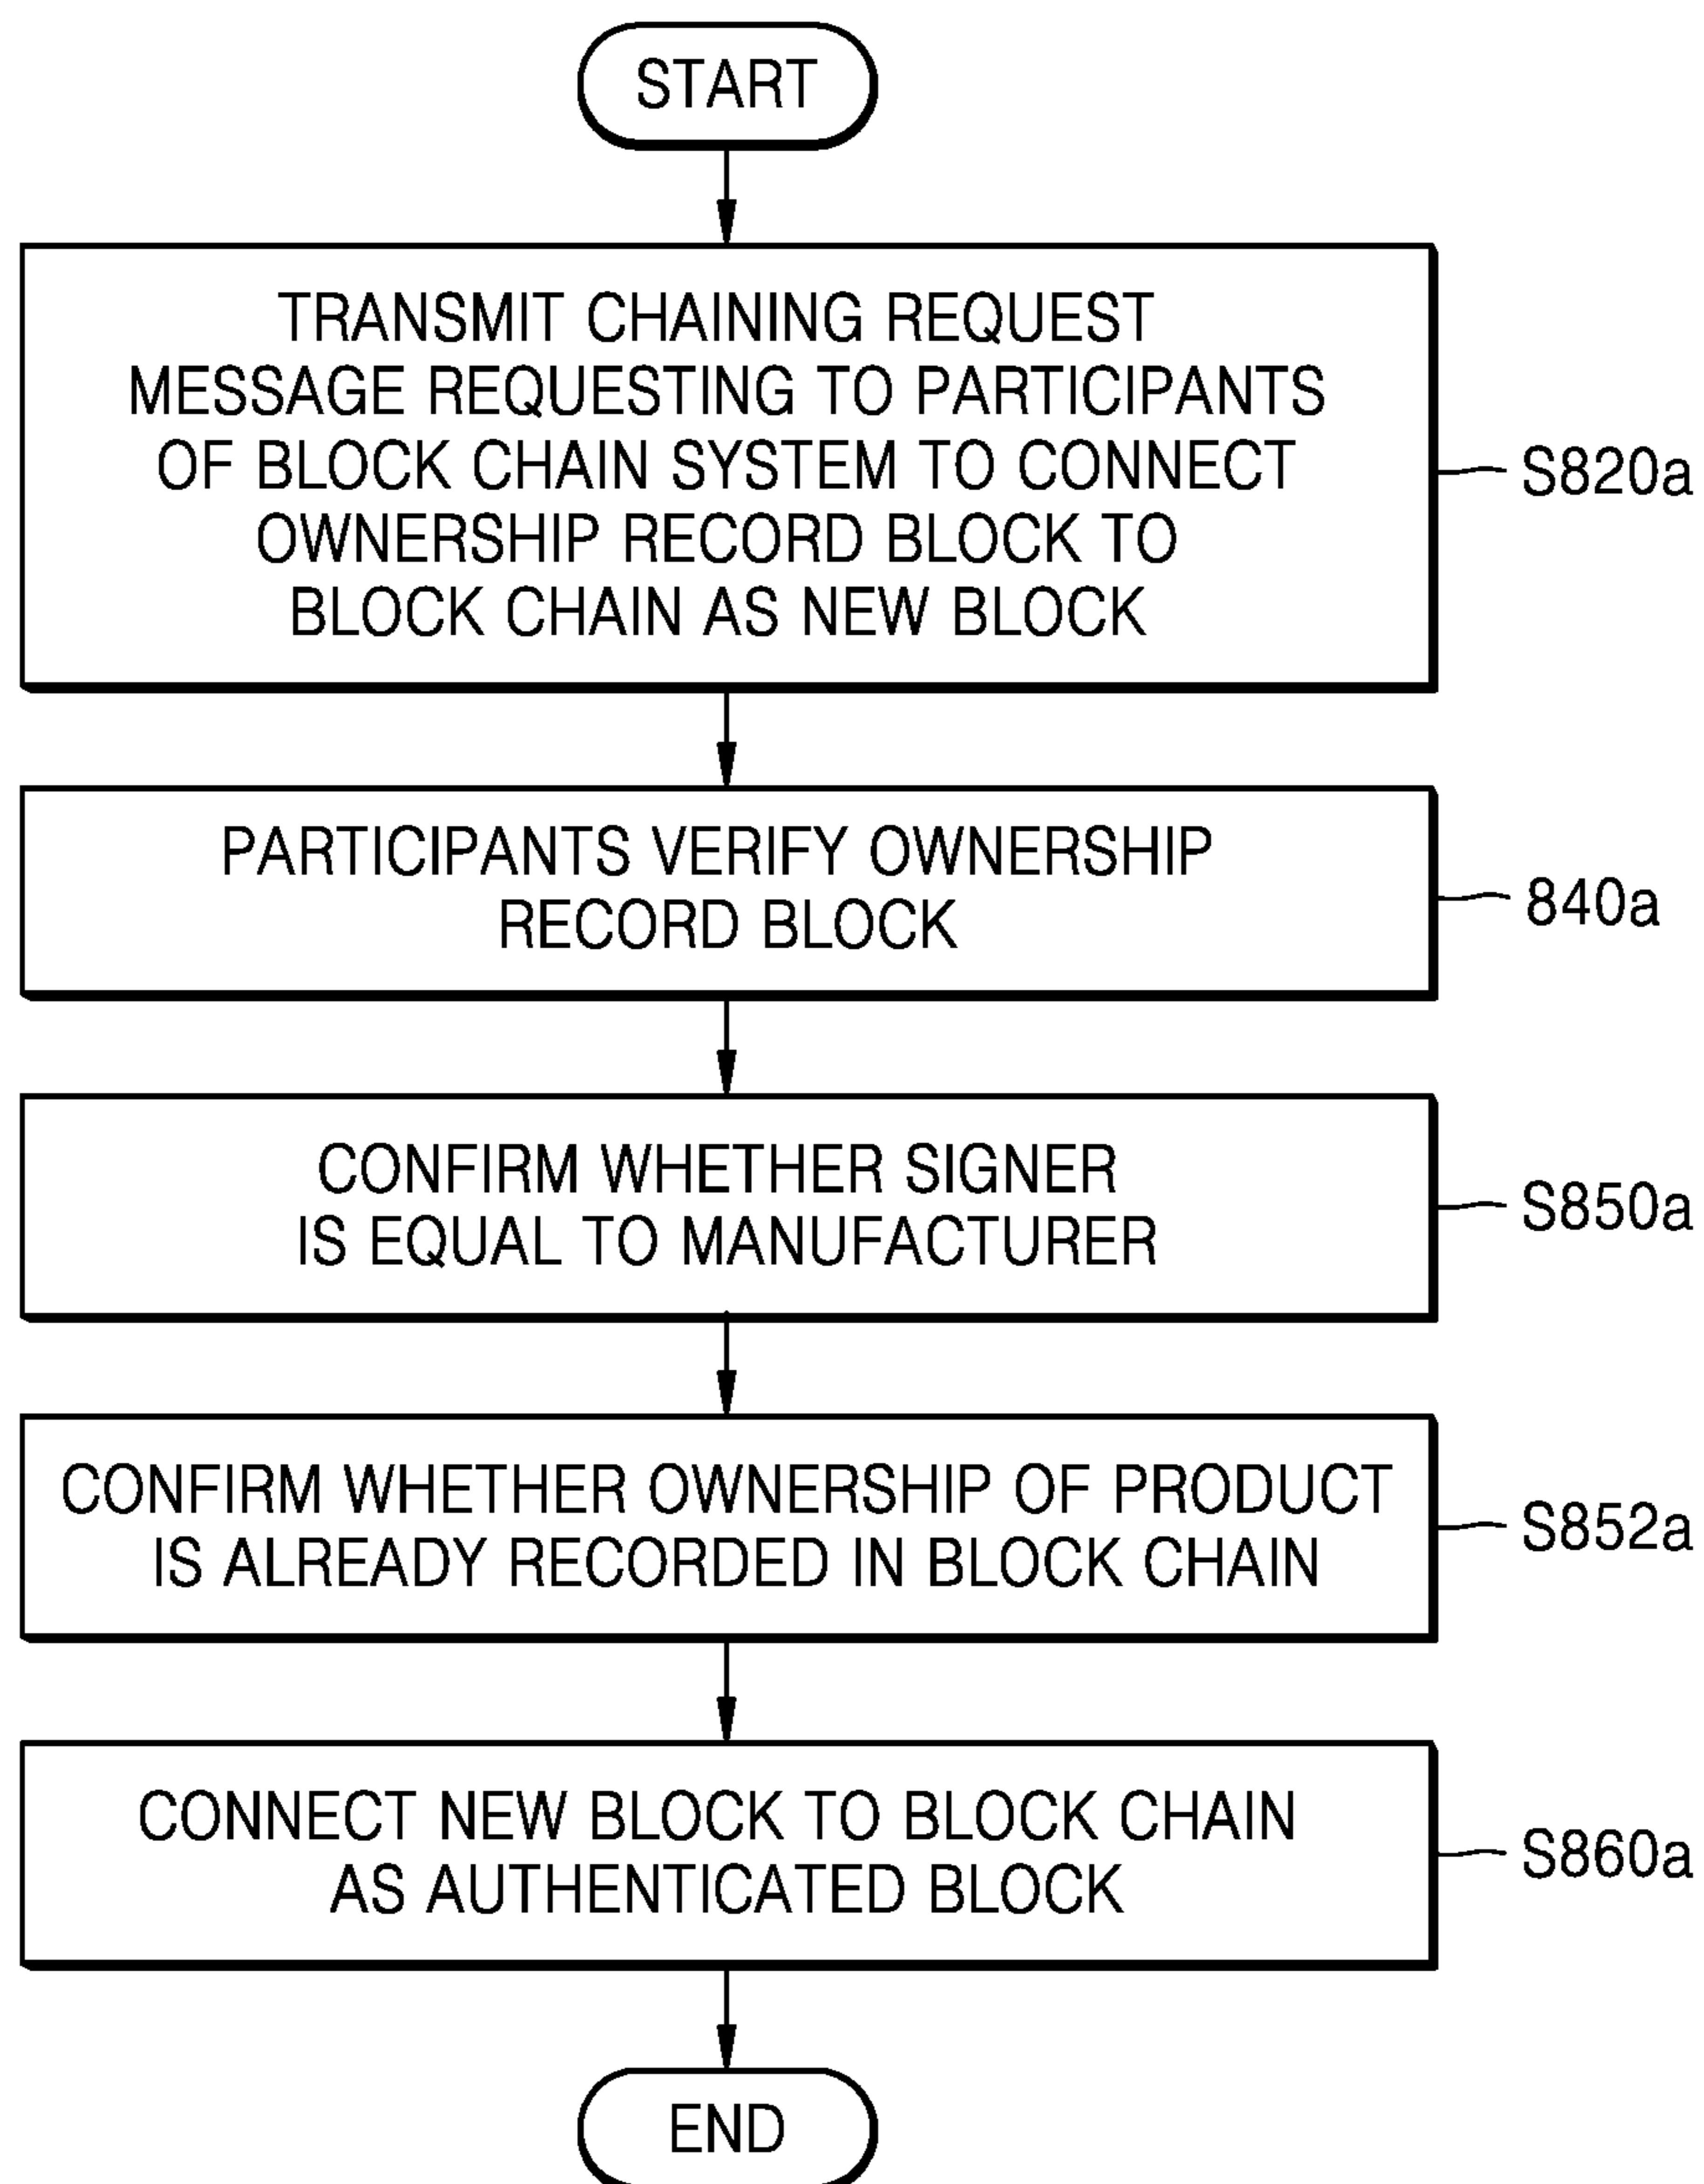 START
TRANSMIT CHAINING REQUEST
MESSAGE REQUESTING TO PARTICIPANTS
OF BLOCK CHAIN SYSTEM TO CONNECT
OWNERSHIP RECORD BLOCK TO
BLOCK CHAIN AS NEW BLOCK
S820a
PARTICIPANTS VERIFY OWNERSHIP
RECORD BLOCK
840a
CONFIRM WHETHER SIGNER
IS EQUAL TO MANUFACTURER
S850a
CONFIRM WHETHER OWNERSHIP OF PRODUCT
IS ALREADY RECORDED IN BLOCK CHAIN
S852a
CONNECT NEW BLOCK TO BLOCK CHAIN
AS AUTHENTICATED BLOCK
S860a
END